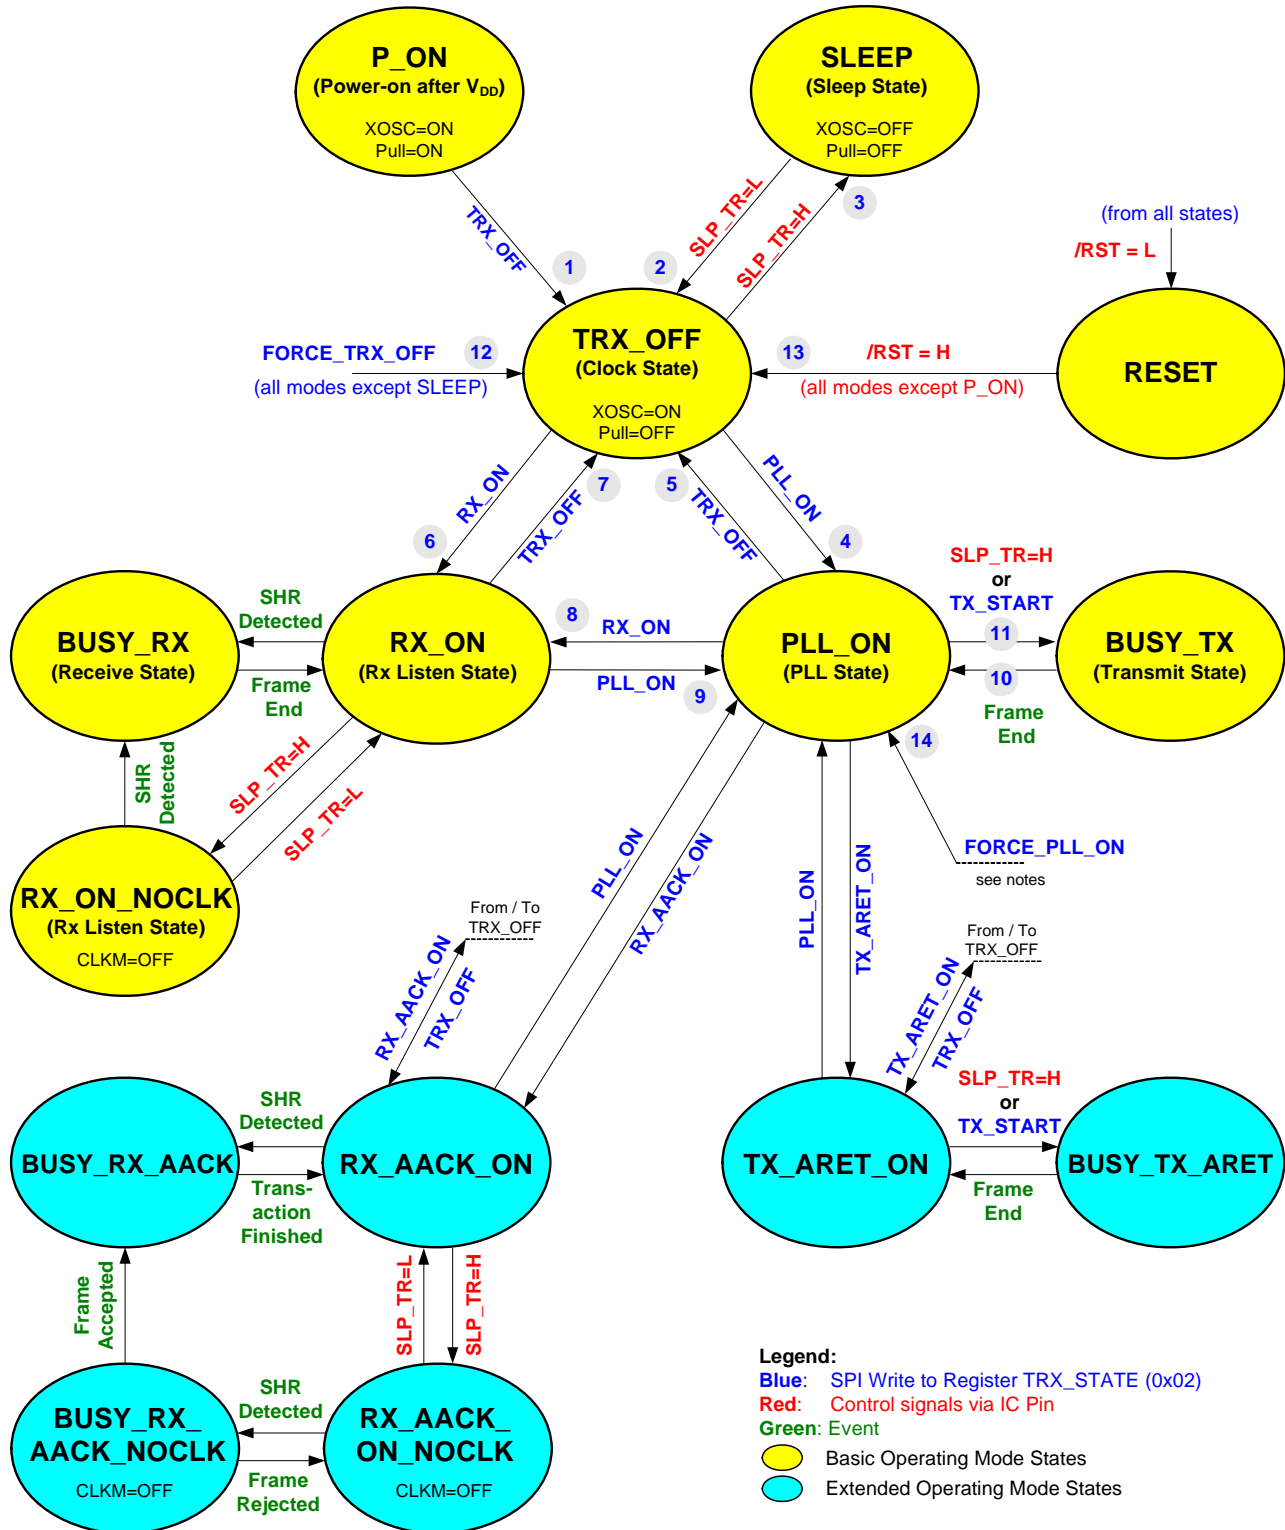 P_ON
(Power-on after VDD)
XOSC=ON
Pull=ON
SLEEP
(Sleep State)
XOSC=OFF
Pull=OFF
TRX_OFF
1
2
SLP_TR=L
SLP_TR=H
3
(from all states)
/RST = L
FORCE_TRX_OFF
12
(all modes except SLEEP)
TRX_OFF
(Clock State)
XOSC=ON
Pull=OFF
13
/RST = H
(all modes except P_ON)
RESET
RX_ON
6
7
TRX_OFF
5
TRX_OFF
PLL_ON
4
BUSY_RX
(Receive State)
SHR
Detected
Frame
End
RX_ON
(Rx Listen State)
8
RX_ON
PLL_ON
9
PLL_ON
(PLL State)
SLP_TR=H
or
TX_START
11
10
Frame
End
BUSY_TX
(Transmit State)
14
FORCE_PLL_ON
see notes
SHR
Detected
SLP_TR=H
SLP_TR=L
RX_ON_NOCLK
(Rx Listen State)
CLKM=OFF
PLL_ON
RX_AACK_ON
PLL_ON
TX_ARET_ON
From / To
TRX_OFF
RX_AACK_ON
TRX_OFF
From / To
TRX_OFF
TX_ARET_ON
TRX_OFF
BUSY_RX_AACK
SHR
Detected
Trans-
action
Finished
RX_AACK_ON
TX_ARET_ON
SLP_TR=H
or
TX_START
Frame
End
BUSY_TX_ARET
Frame
Accepted
SLP_TR=L
SLP_TR=H
BUSY_RX_
AACK_NOCLK
CLKM=OFF
SHR
Detected
Frame
Rejected
RX_AACK_
ON_NOCLK
CLKM=OFF
Legend:
Blue: SPI Write to Register TRX_STATE (0x02)
Red: Control signals via IC Pin
Green: Event
Basic Operating Mode States
Extended Operating Mode States